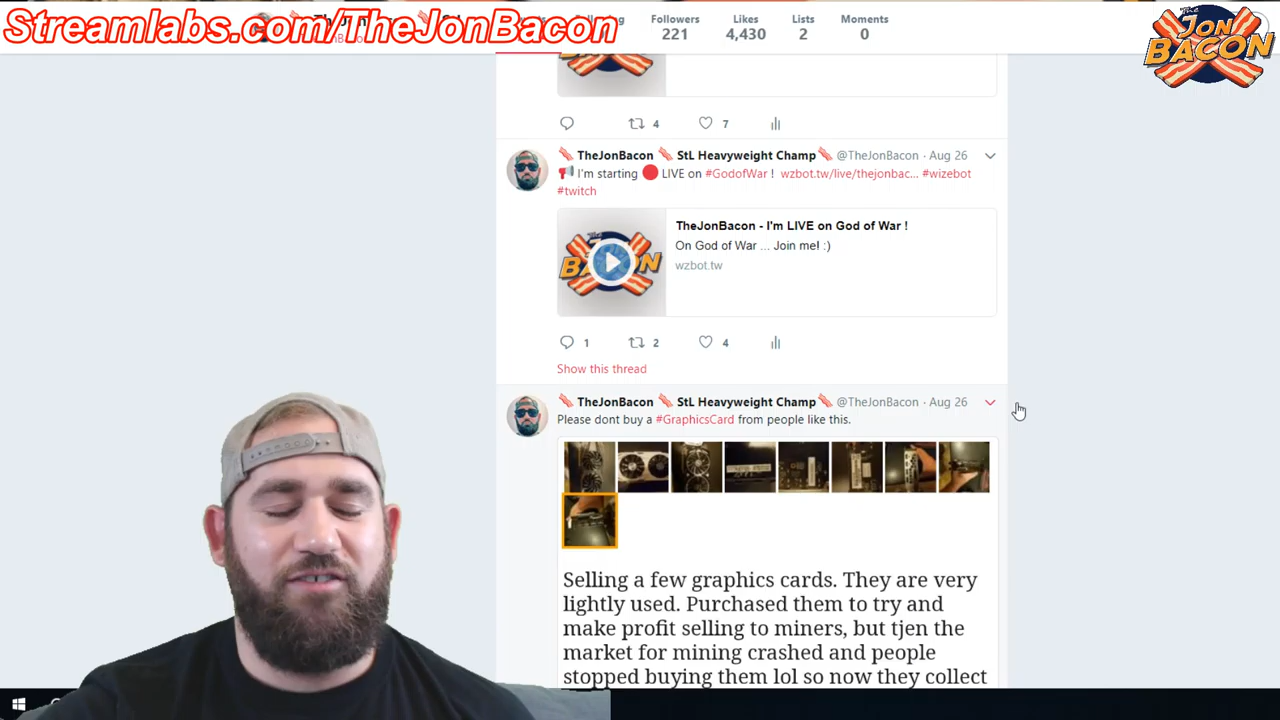 Streamlabs.com/TheJonBacon
Followers
221
Likes
4,430
Lists
2
Moments
0
The
JON
BACON
4
7
TheJonBacon StL Heavyweight Champ @TheJonBacon · Aug 26
I'm starting LIVE on #GodofWar ! wzbot.tw/live/thejonbac... #wizebot
#twitch
The
BACON
TheJonBacon - I'm LIVE on God of War !
On God of War ... Join me! :)
wzbot.tw
1
2
4
Show this thread
TheJonBacon StL Heavyweight Champ @TheJonBacon · Aug 26
Please dont buy a #GraphicsCard from people like this.
Selling a few graphics cards. They are very
lightly used. Purchased them to try and
make profit selling to miners, but tjen the
market for mining crashed and people
stopped buying them lol so now they collect